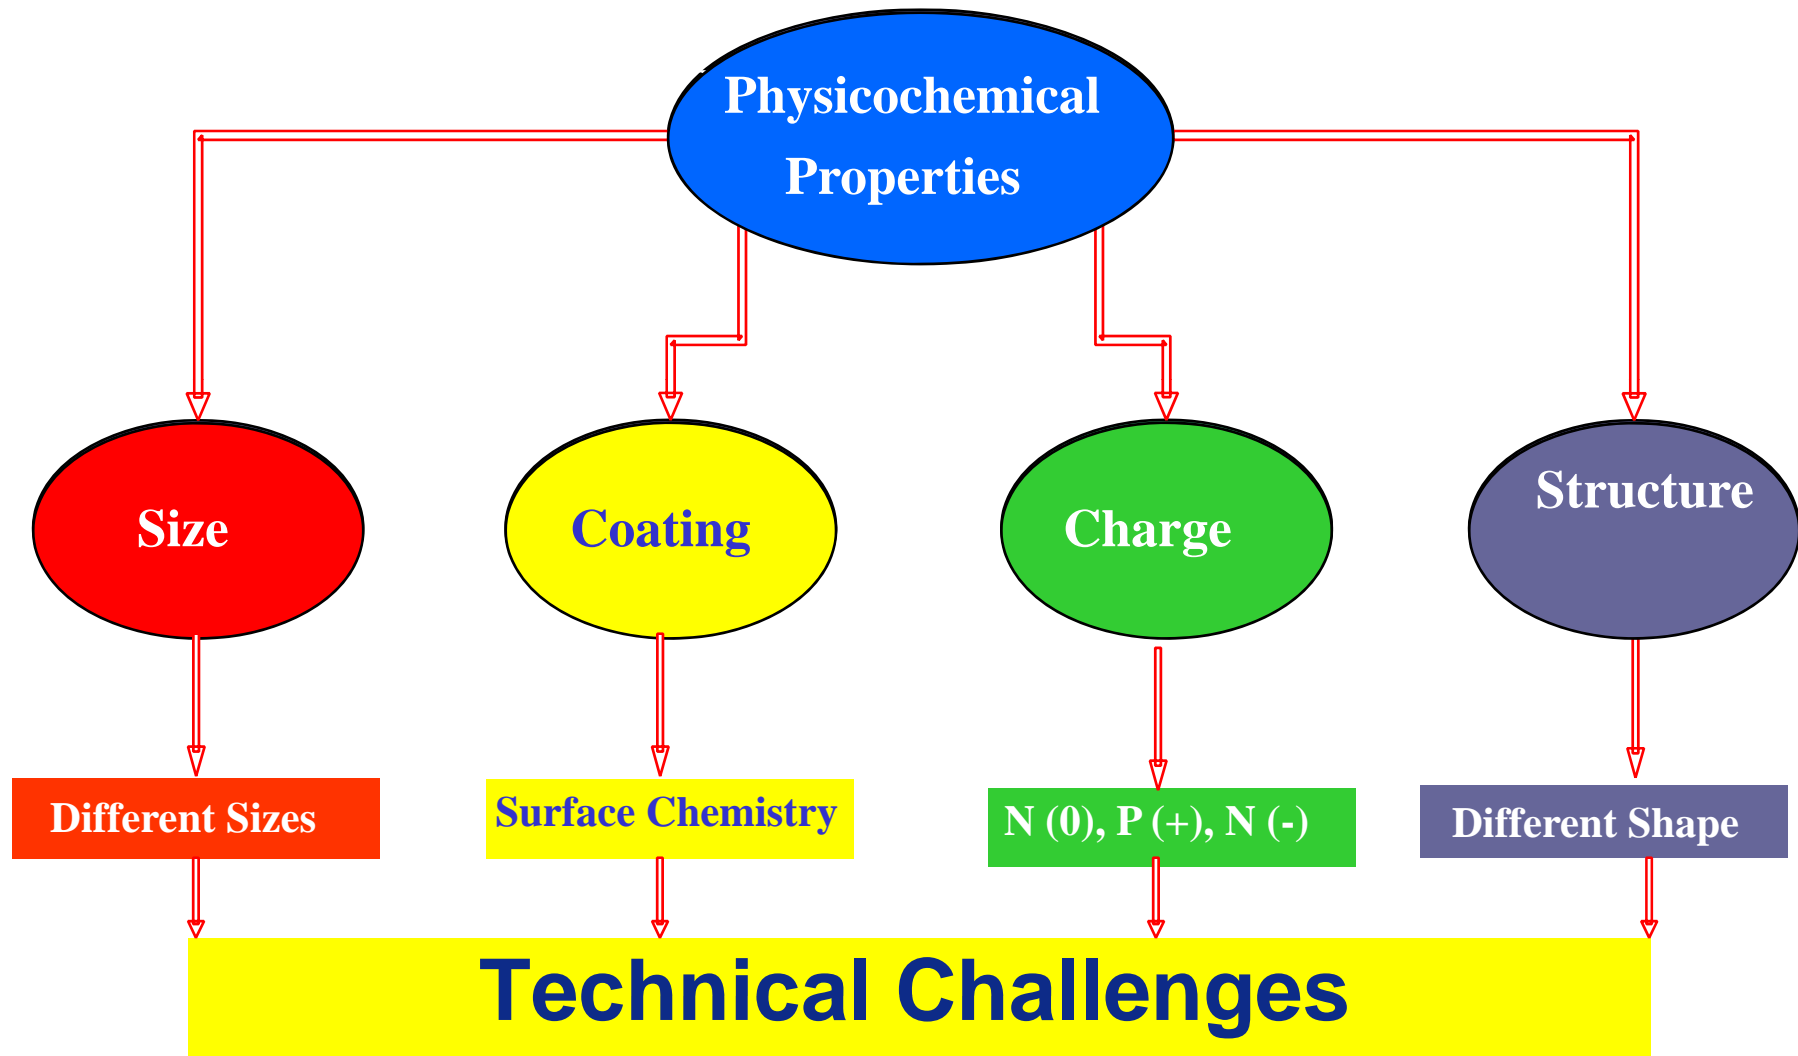 Physicochemical
Properties
Size
Coating
Charge
Structure
Different Sizes
Surface Chemistry
N (0), P (+), N (-)
Different Shape
Technical Challenges